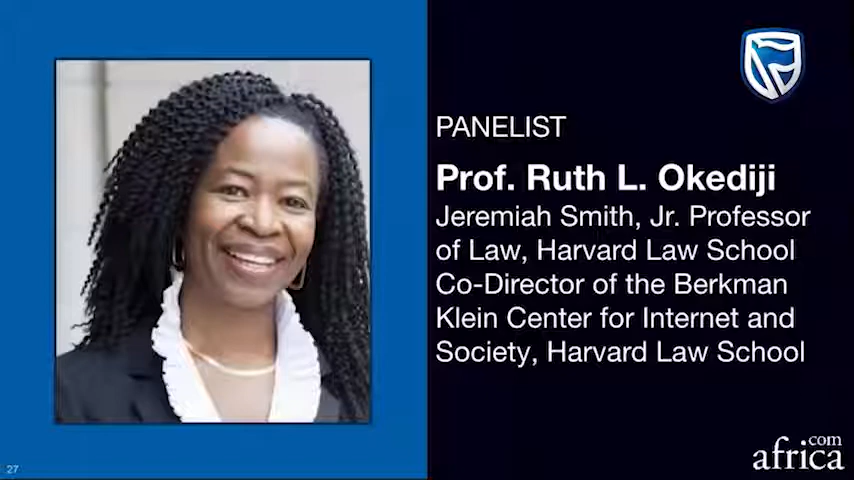 PANELIST
Prof. Ruth L. Okediji
Jeremiah Smith, Jr. Professor
of Law, Harvard Law School
Co-Director of the Berkman
Klein Center for Internet and
Society, Harvard Law School
27
africa.com